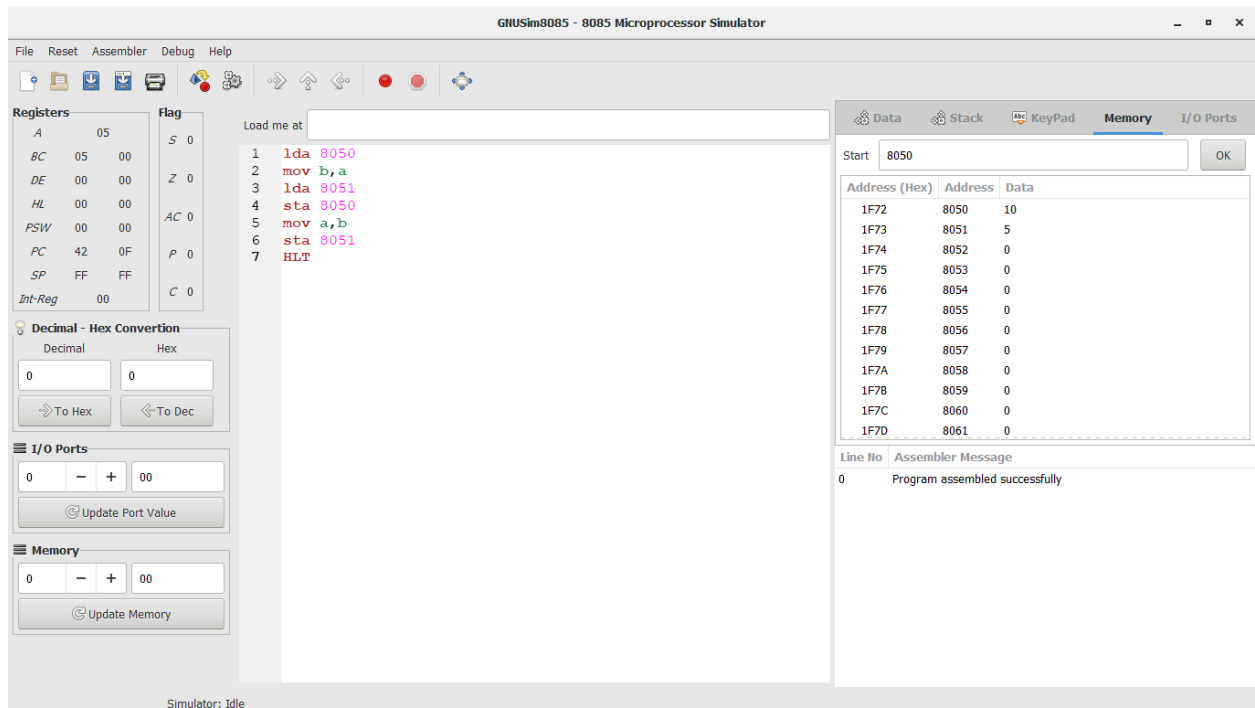 GNUSim8085 - 8085 Microprocessor Simulator
File Reset Assembler Debug Help
Registers
A 05
BC 05 00
DE 00 00
HL 00 00
PSW 00 00
PC 42 0F
SP FF FF
Int-Reg 00
Flag
S 0
Z 0
AC 0
P 0
C 0
Decimal - Hex Convertion
Decimal Hex
0 0
To Hex To Dec
I/O Ports
0 − + 00
Update Port Value
Memory
0 − + 00
Update Memory
Load me at
1 lda 8050
2 mov b,a
3 lda 8051
4 sta 8050
5 mov a,b
6 sta 8051
7 HLT
Data Stack Abc KeyPad Memory I/O Ports
Start 8050 OK
Address (Hex) Address Data
1F72 8050 10
1F73 8051 5
1F74 8052 0
1F75 8053 0
1F76 8054 0
1F77 8055 0
1F78 8056 0
1F79 8057 0
1F7A 8058 0
1F7B 8059 0
1F7C 8060 0
1F7D 8061 0
Line No Assembler Message
0 Program assembled successfully
Simulator: Idle